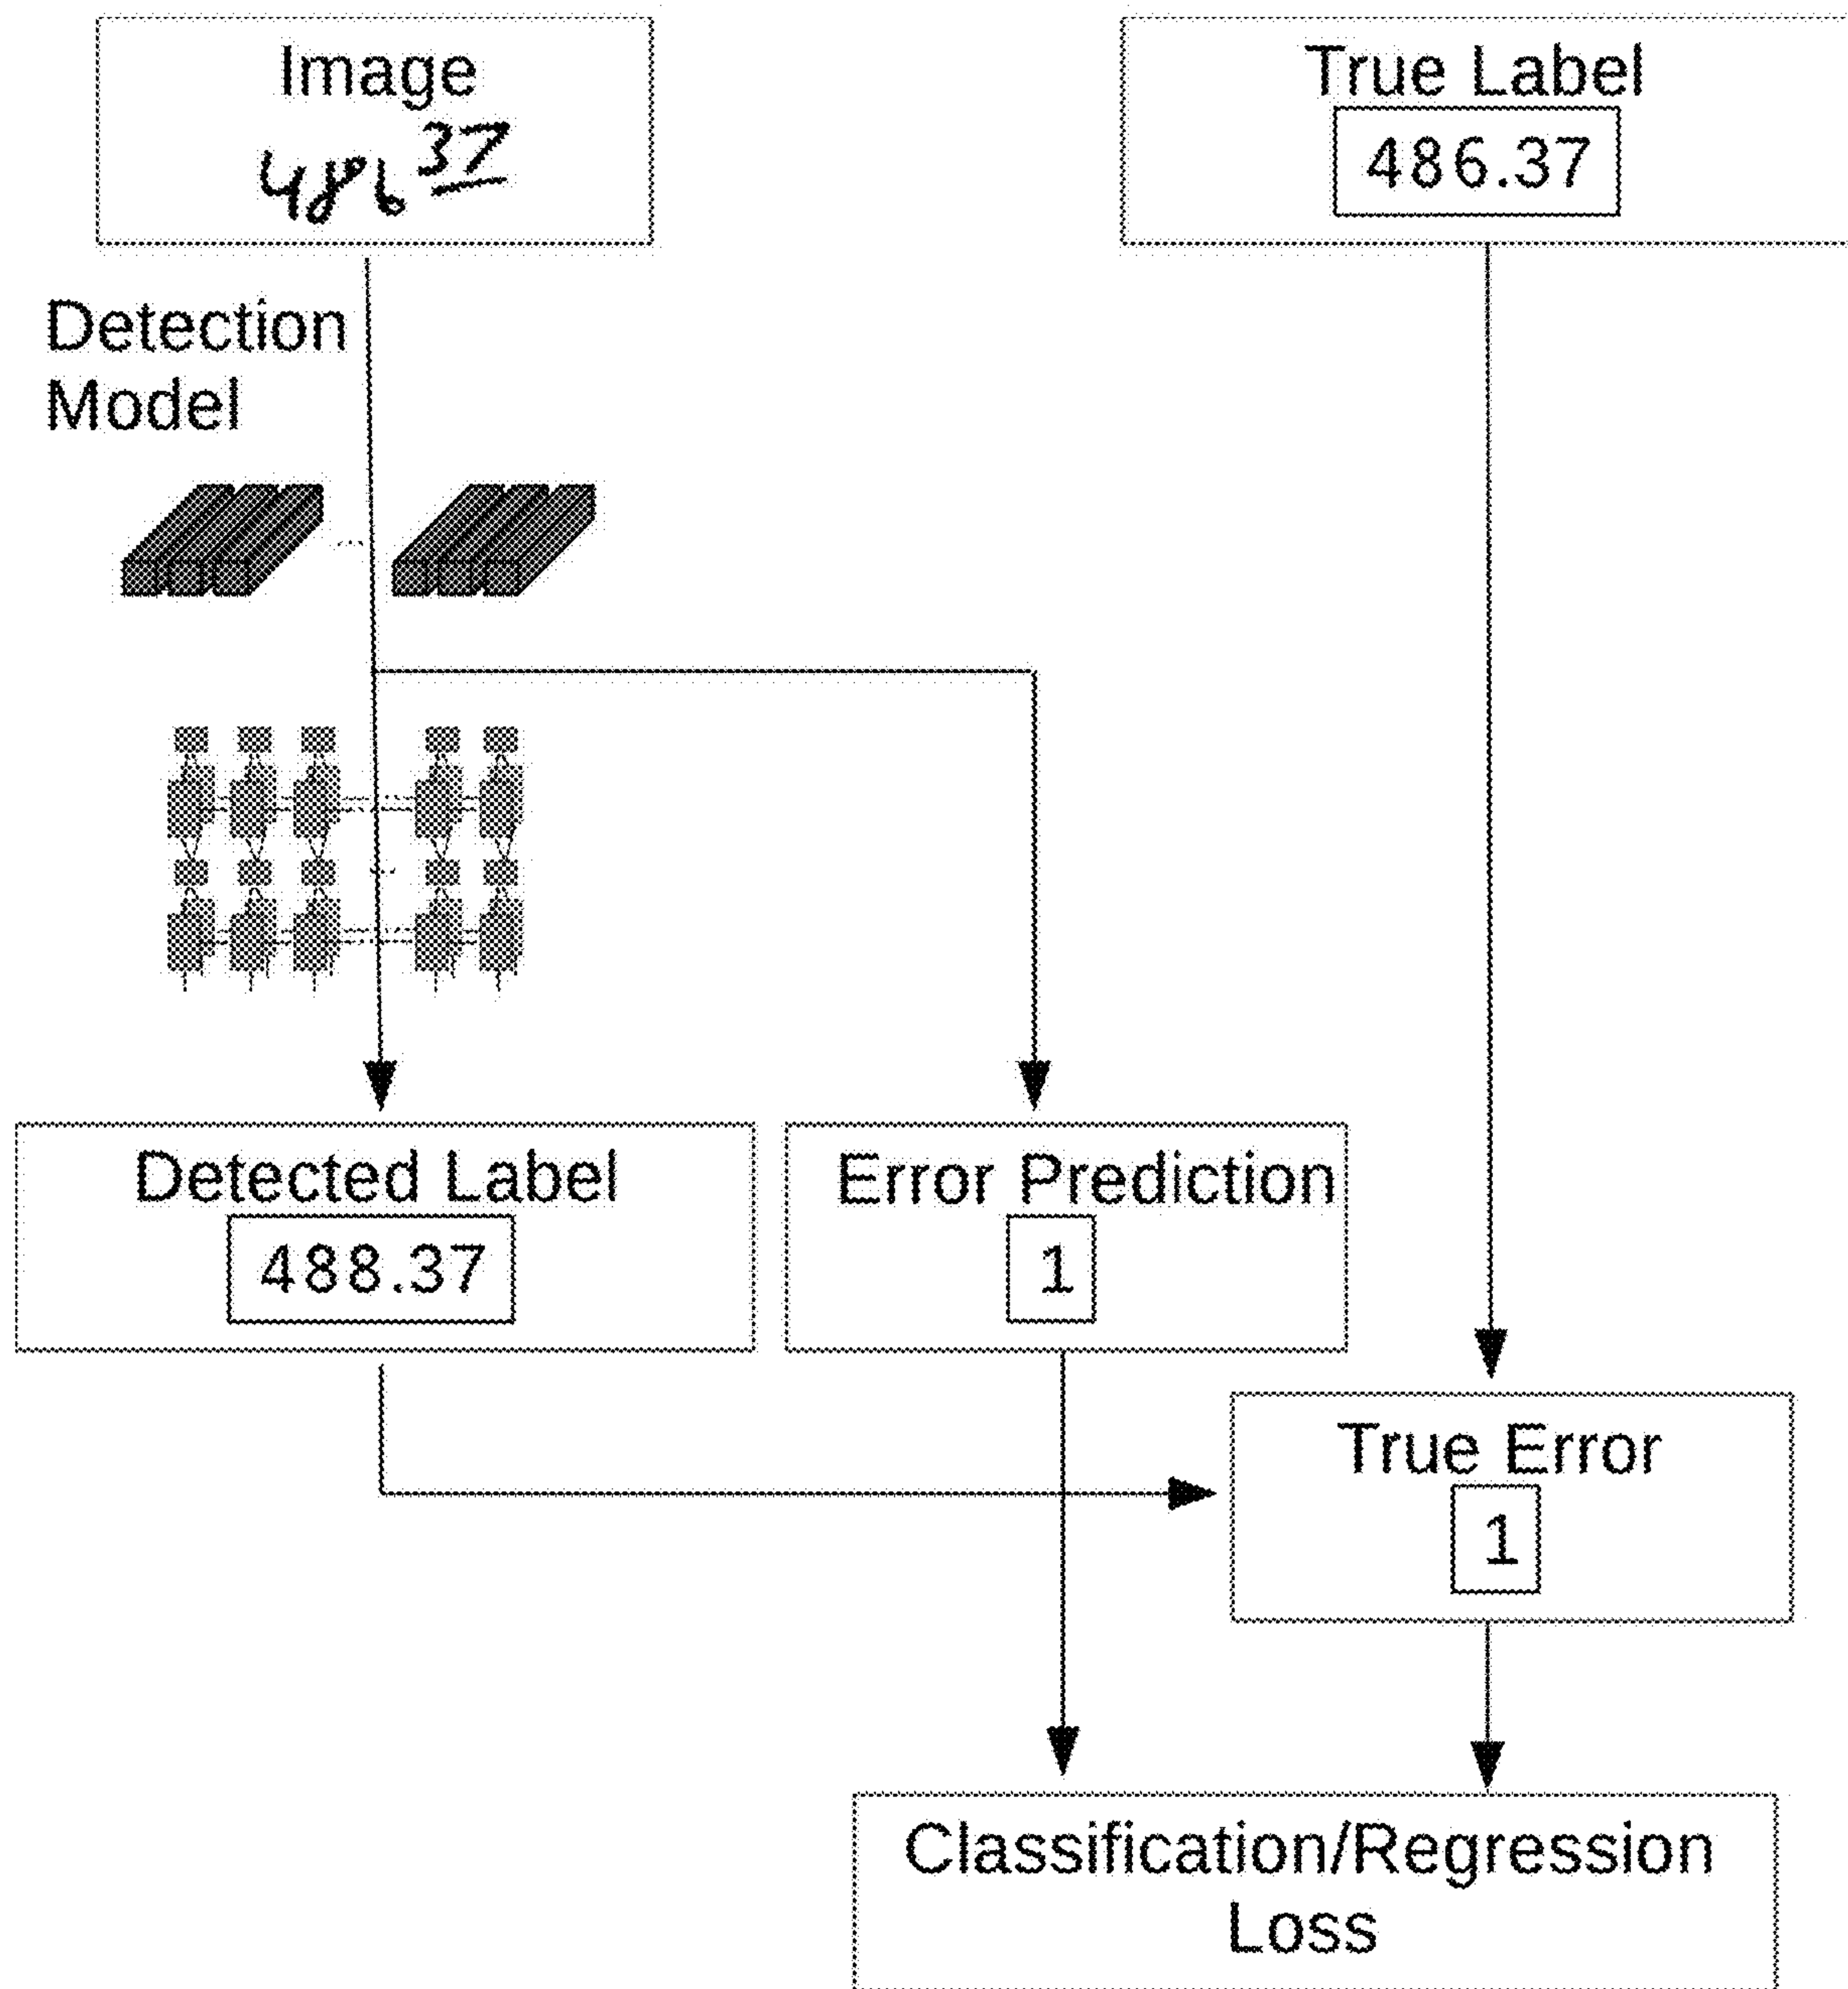 Image
486 37
True Label
486.37
Detection
Model
Detected Label
488.37
Error Prediction
1
True Error
1
Classification/Regression
Loss